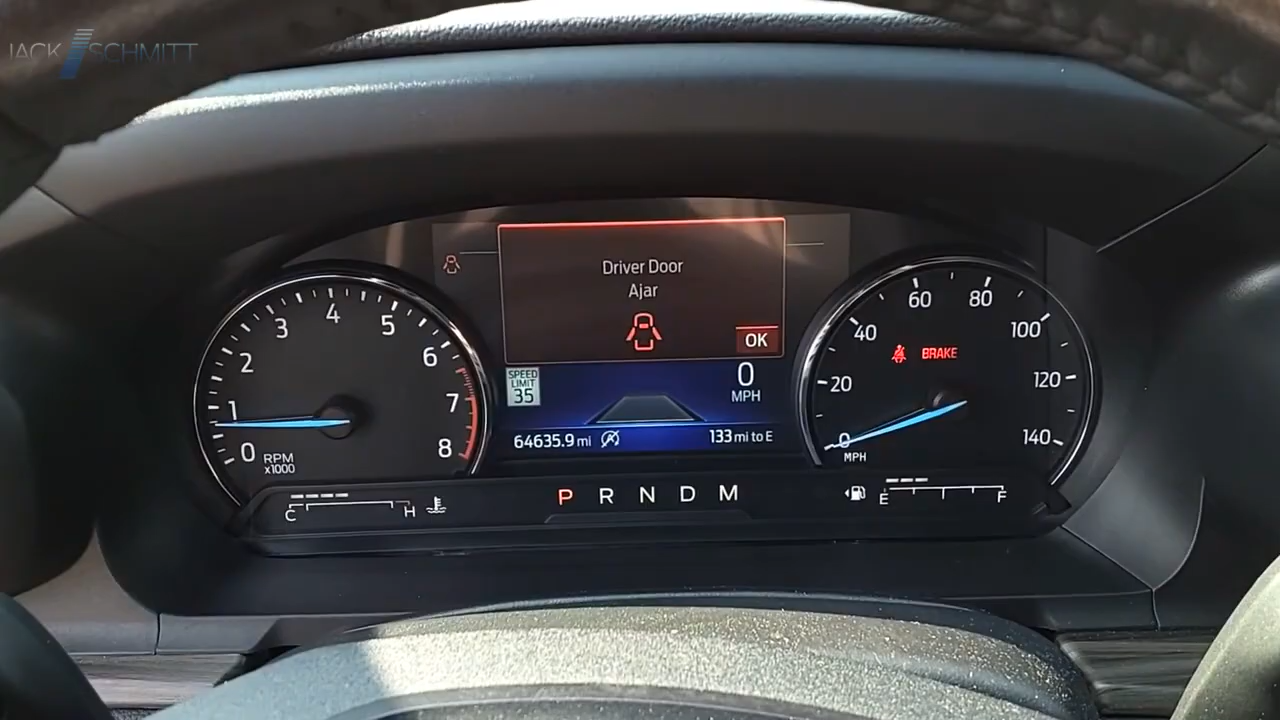 JACK SCHMITT
Driver Door
Ajar
OK
0 1 2 3 4 5 6 7 8
RPM
x1000
SPEED
LIMIT
35
0
MPH
64635.9 mi
133 mi to E
0 20 40 60 80 100 120 140
BRAKE
MPH
C H
P R N D M
E F